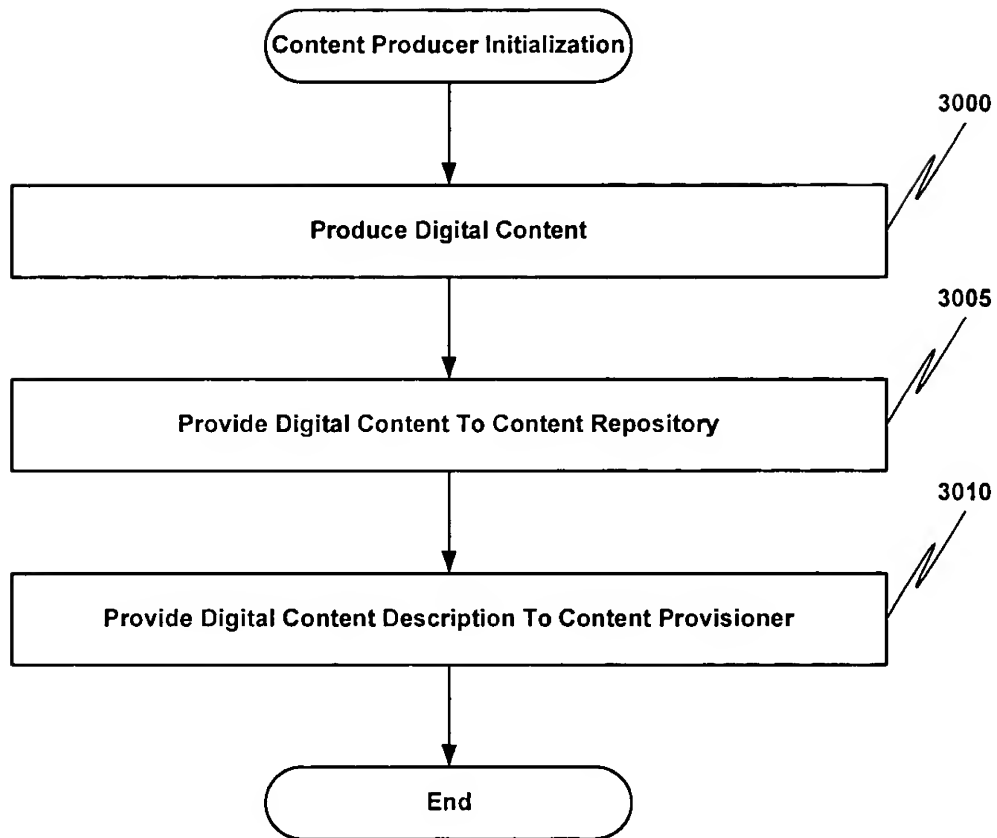 Content Producer Initialization
3000
Produce Digital Content
3005
Provide Digital Content To Content Repository
3010
Provide Digital Content Description To Content Provisioner
End